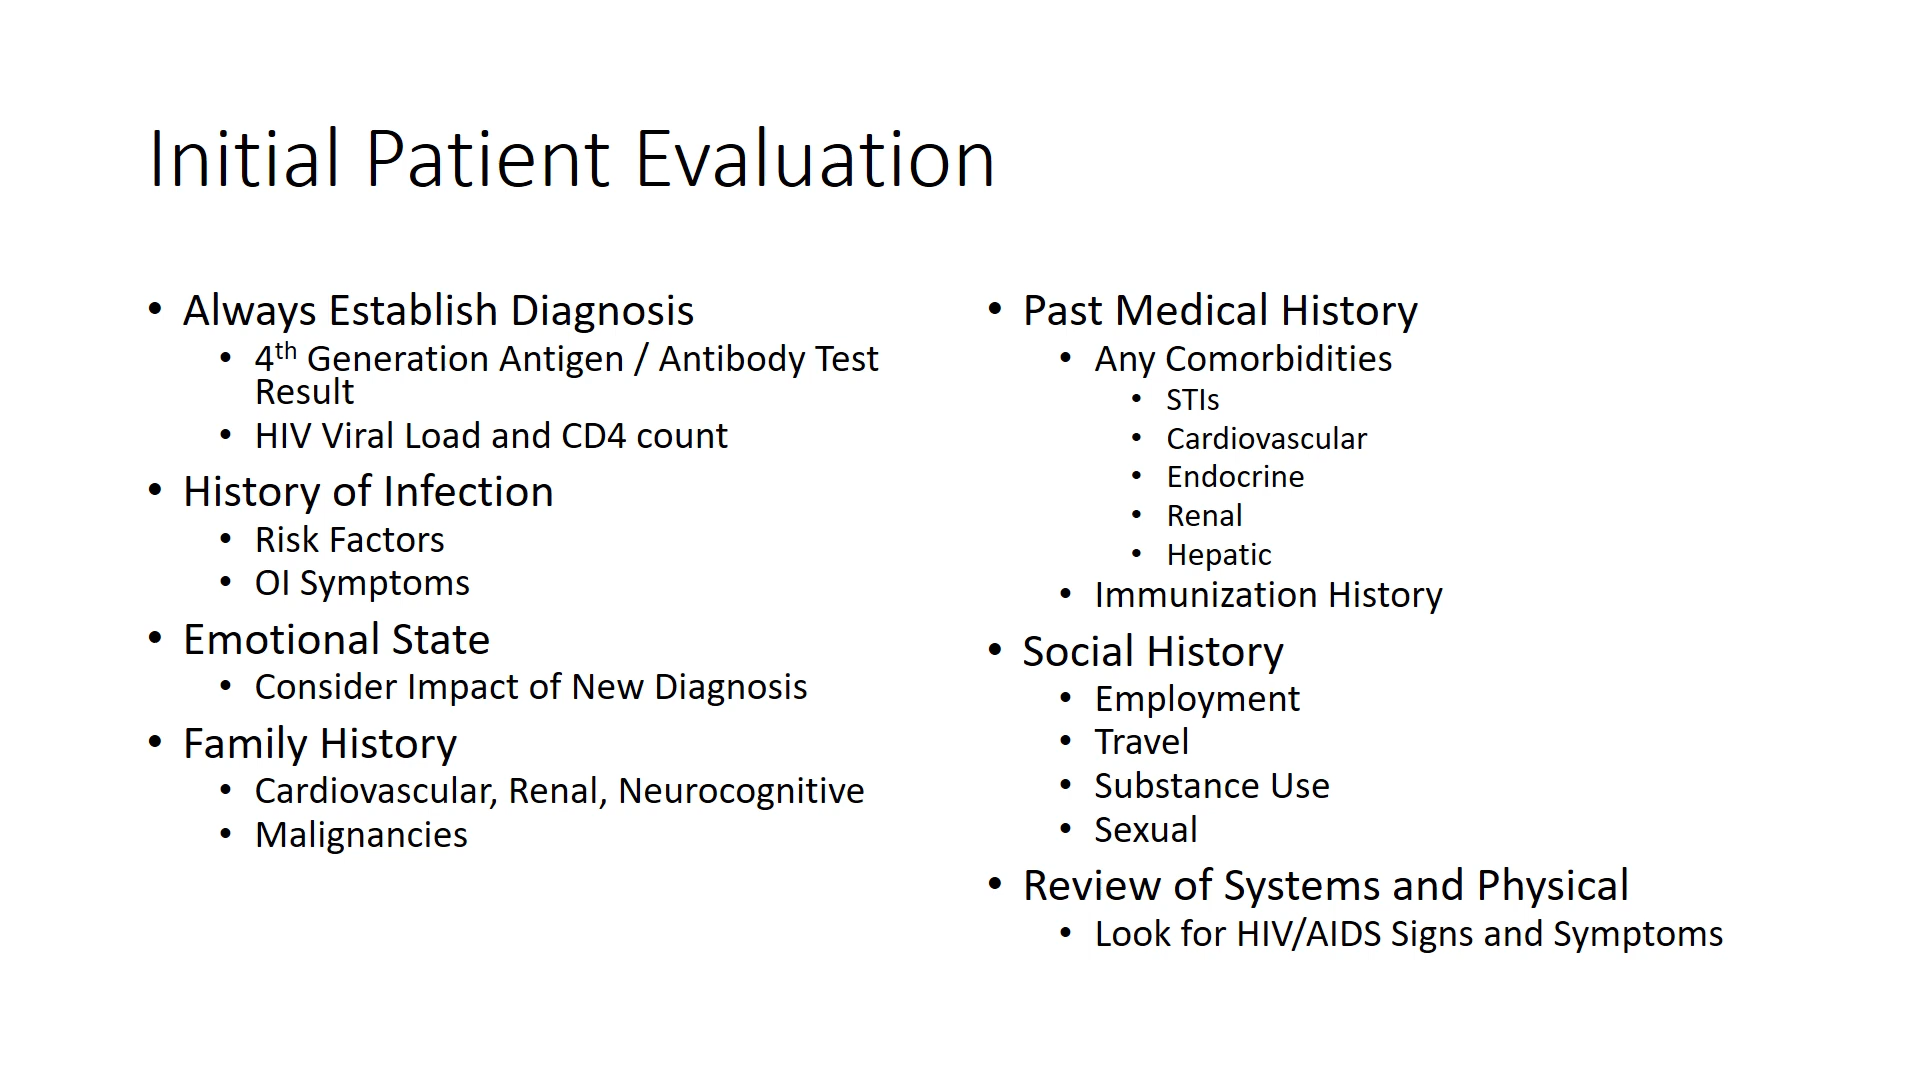 Initial Patient Evaluation
• Always Establish Diagnosis
• 4th Generation Antigen / Antibody Test
Result
• HIV Viral Load and CD4 count
• History of Infection
• Risk Factors
• OI Symptoms
• Emotional State
• Consider Impact of New Diagnosis
• Family History
• Cardiovascular, Renal, Neurocognitive
• Malignancies
• Past Medical History
• Any Comorbidities
• STIs
• Cardiovascular
• Endocrine
• Renal
• Hepatic
• Immunization History
• Social History
• Employment
• Travel
• Substance Use
• Sexual
• Review of Systems and Physical
• Look for HIV/AIDS Signs and Symptoms